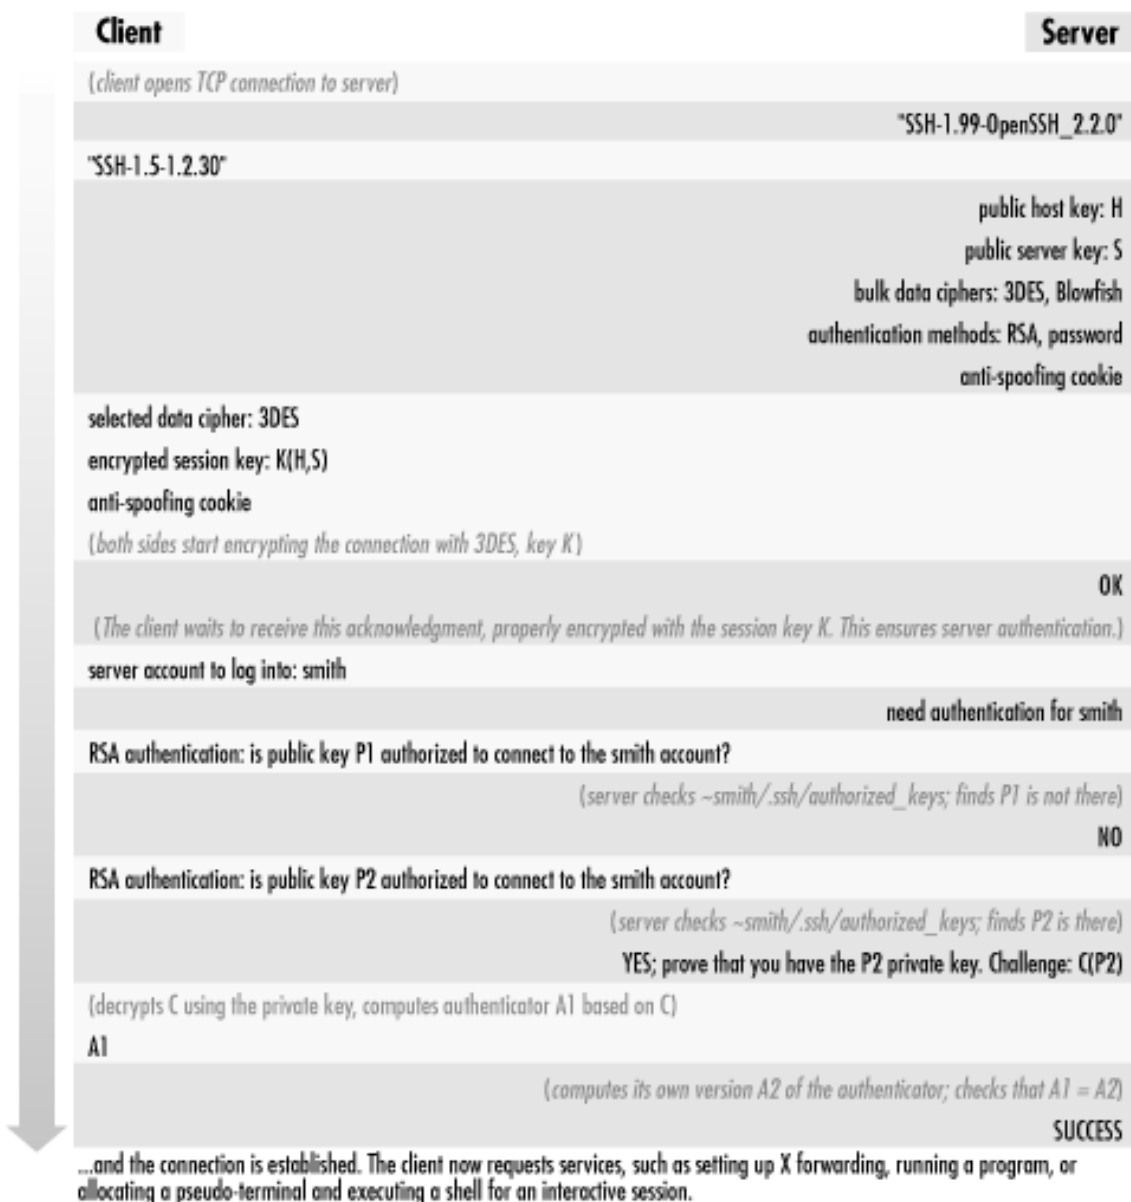 Client
Server
(client opens TCP connection to server)
"SSH-1.99-OpenSSH_2.2.0"
"SSH-1.5-1.2.30"
public host key: H
public server key: S
bulk data ciphers: 3DES, Blowfish
authentication methods: RSA, password
anti-spoofing cookie
selected data cipher: 3DES
encrypted session key: K(H,S)
anti-spoofing cookie
(both sides start encrypting the connection with 3DES, key K)
OK
(The client waits to receive this acknowledgment, properly encrypted with the session key K. This ensures server authentication.)
server account to log into: smith
need authentication for smith
RSA authentication: is public key P1 authorized to connect to the smith account?
(server checks ~smith/.ssh/authorized_keys; finds P1 is not there)
NO
RSA authentication: is public key P2 authorized to connect to the smith account?
(server checks ~smith/.ssh/authorized_keys; finds P2 is there)
YES; prove that you have the P2 private key. Challenge: C(P2)
(decrypts C using the private key, computes authenticator A1 based on C)
A1
(computes its own version A2 of the authenticator; checks that A1 = A2)
SUCCESS
...and the connection is established. The client now requests services, such as setting up X forwarding, running a program, or
allocating a pseudo-terminal and executing a shell for an interactive session.